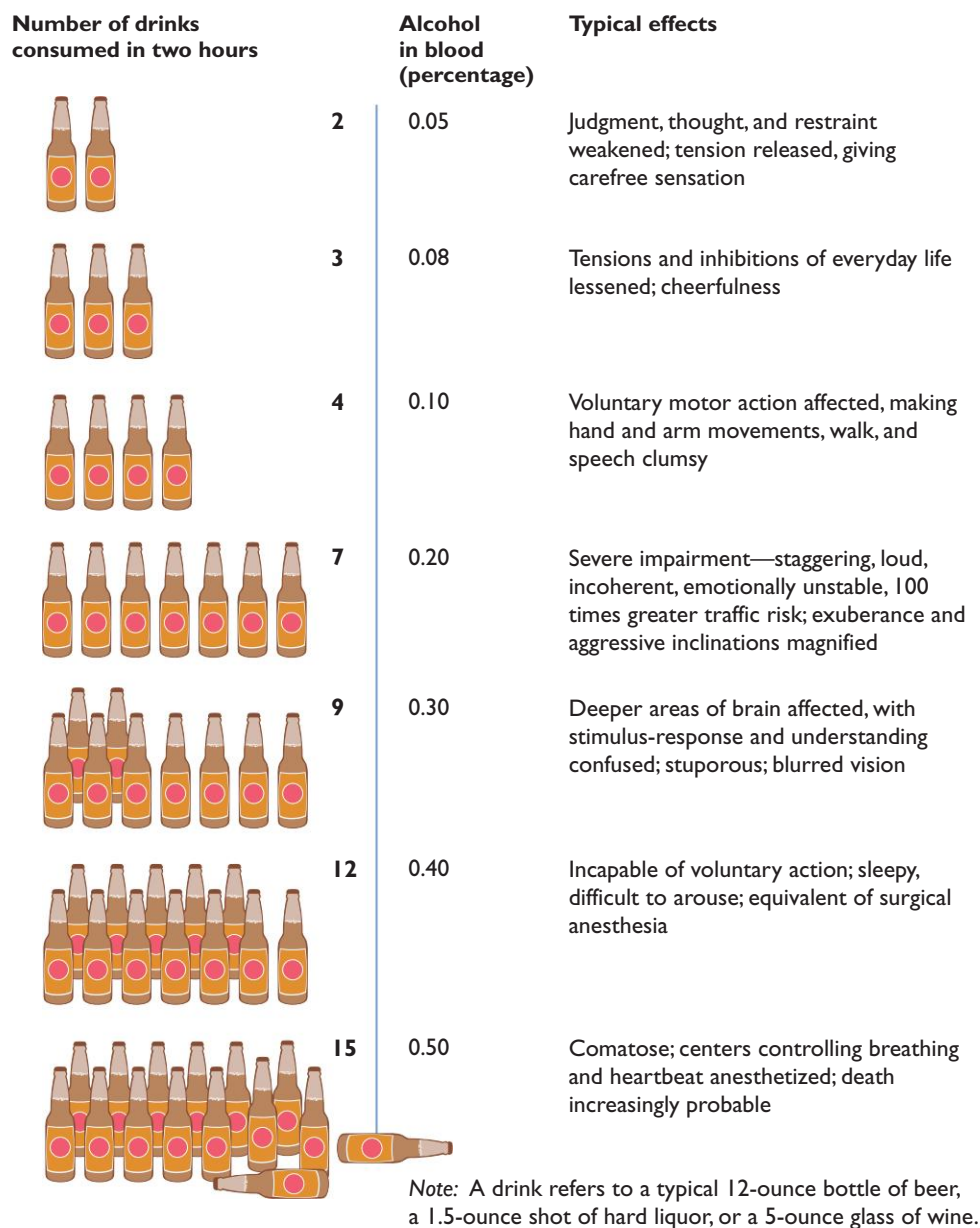 Number of drinks
consumed in two hours
Alcohol
in blood
(percentage)
Typical effects
2
0.05
Judgment, thought, and restraint
weakened; tension released, giving
carefree sensation
3
0.08
Tensions and inhibitions of everyday life
lessened; cheerfulness
4
0.10
Voluntary motor action affected, making
hand and arm movements, walk, and
speech clumsy
7
0.20
Severe impairment—staggering, loud,
incoherent, emotionally unstable, 100
times greater traffic risk; exuberance and
aggressive inclinations magnified
9
0.30
Deeper areas of brain affected, with
stimulus-response and understanding
confused; stuporous; blurred vision
12
0.40
Incapable of voluntary action; sleepy,
difficult to arouse; equivalent of surgical
anesthesia
15
0.50
Comatose; centers controlling breathing
and heartbeat anesthetized; death
increasingly probable
Note: A drink refers to a typical 12-ounce bottle of beer,
a 1.5-ounce shot of hard liquor, or a 5-ounce glass of wine.